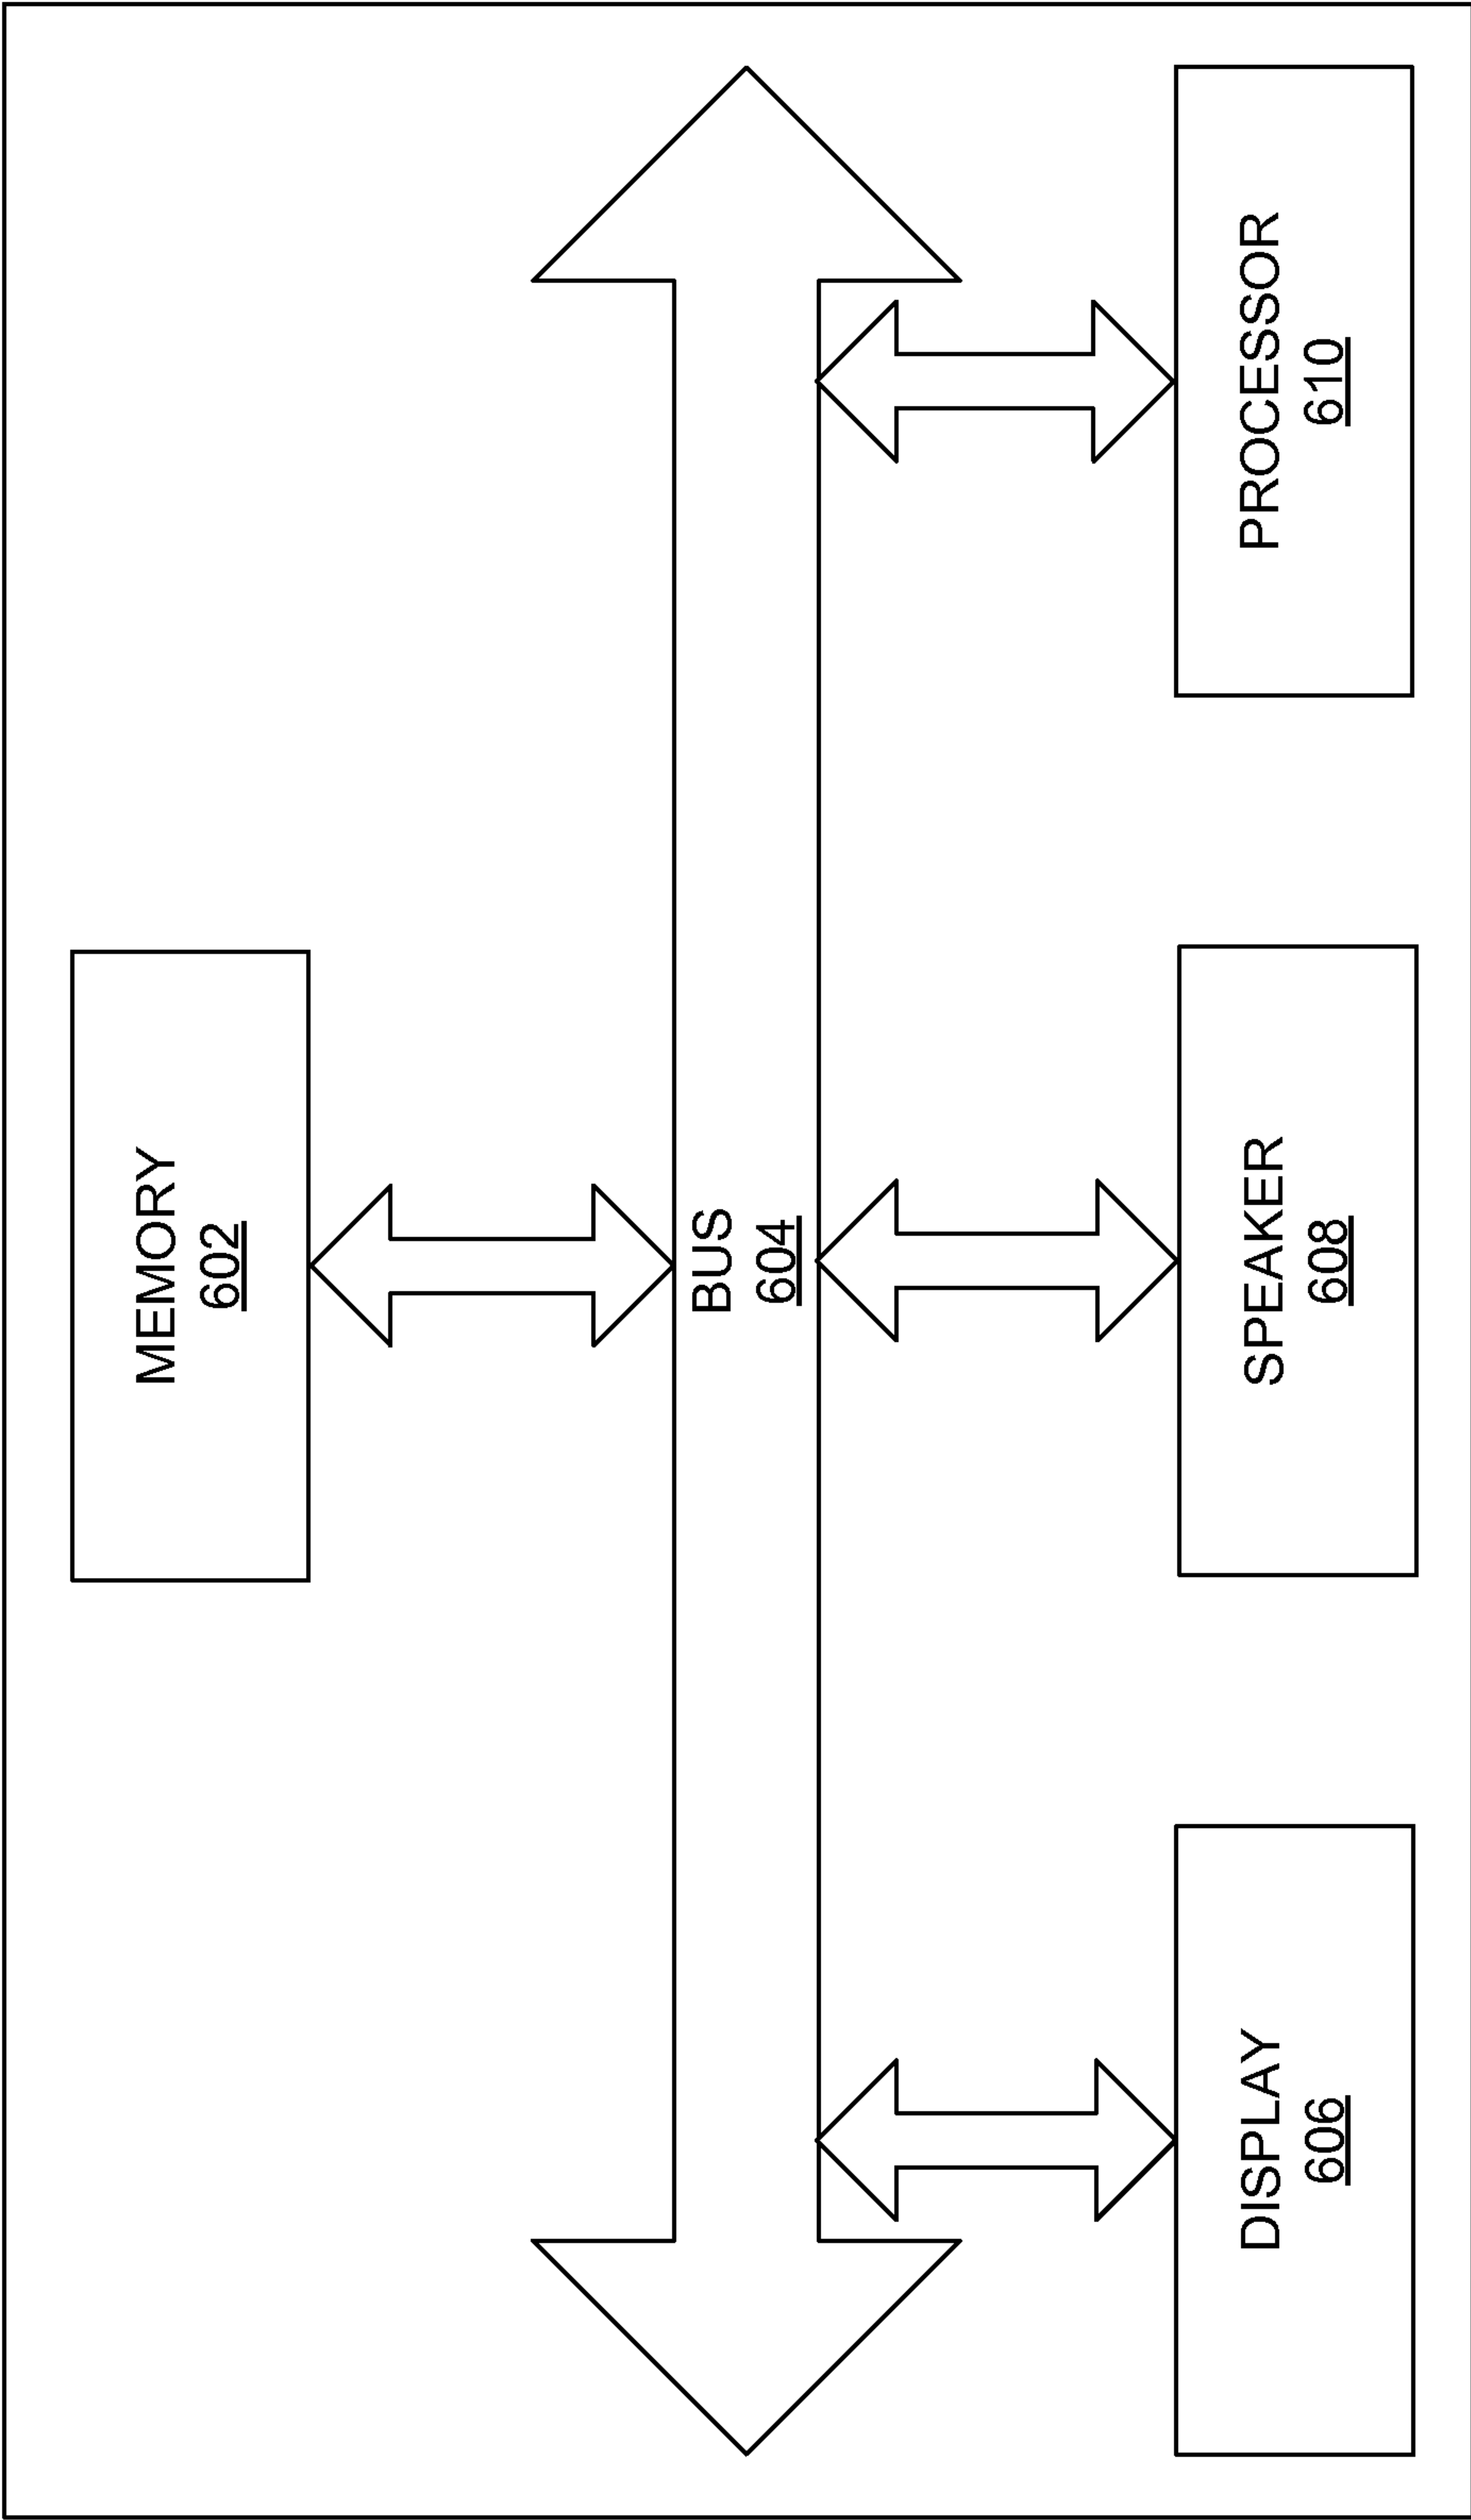 MEMORY
602
BUS
604
DISPLAY
606
SPEAKER
608
PROCESSOR
610